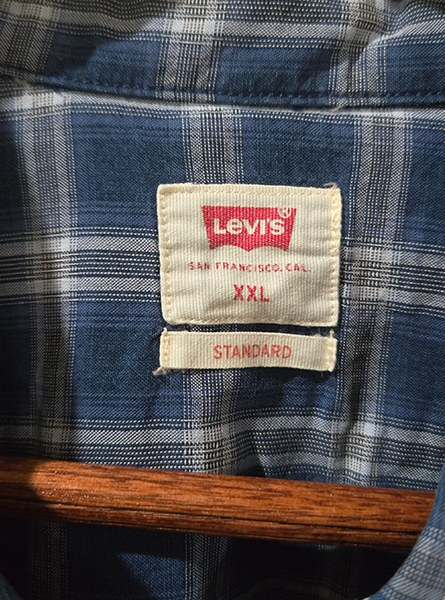 Levi's®
SAN FRANCISCO, CAL.
XXL
STANDARD